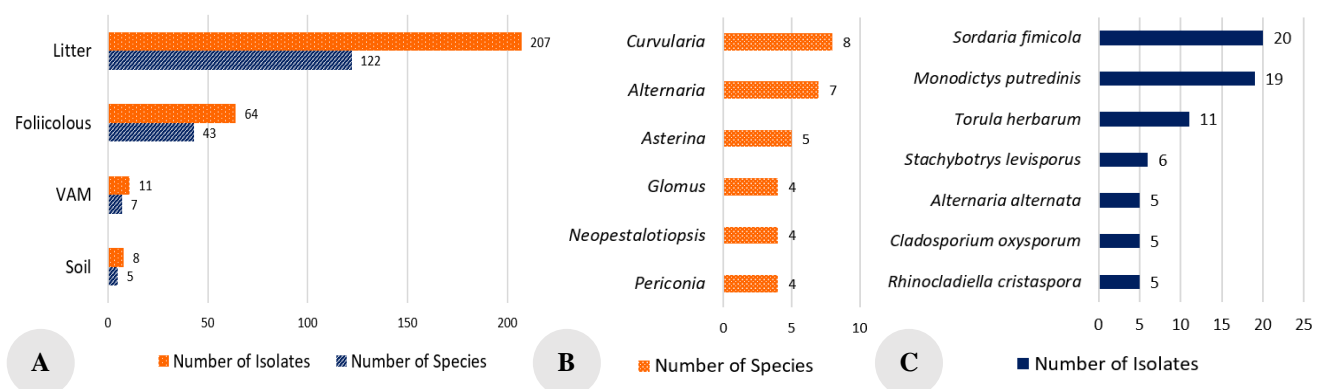 Litter
207
122
Foliicolous
64
43
VAM
11
7
Soil
8
5
0 50 100 150 200
A
Number of Isolates Number of Species
Curvularia 8
Alternaria 7
Asterina 5
Glomus 4
Neopestalotiopsis 4
Periconia 4
0 5 10
B
Number of Species
Sordaria fimicola 20
Monodictys putredinis 19
Torula herbarum 11
Stachybotrys levisporus 6
Alternaria alternata 5
Cladosporium oxysporum 5
Rhinocladiella cristaspora 5
0 5 10 15 20 25
C
Number of Isolates